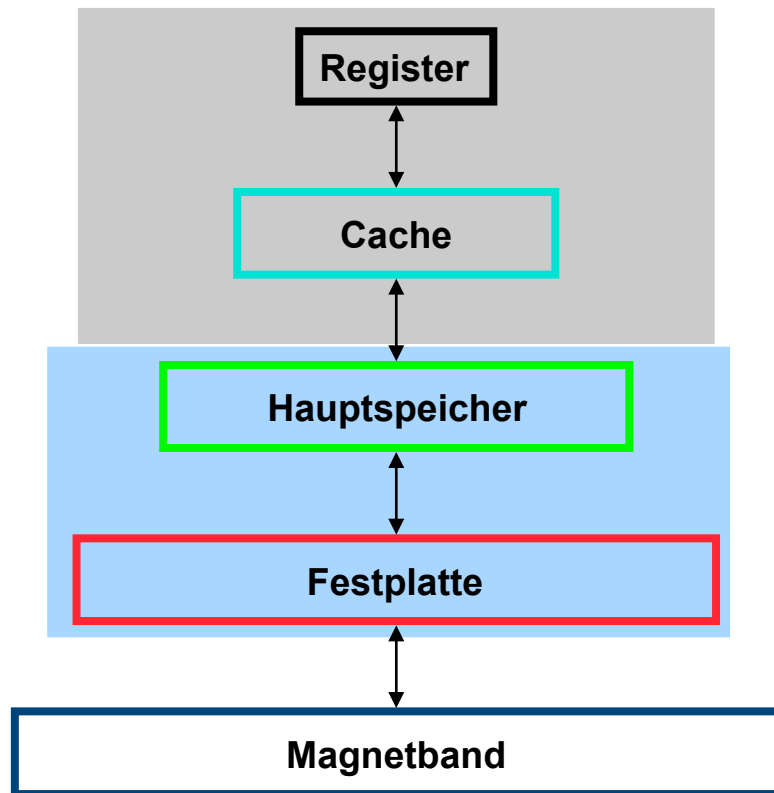 Register
Cache
Hauptspeicher
Festplatte
Magnetband